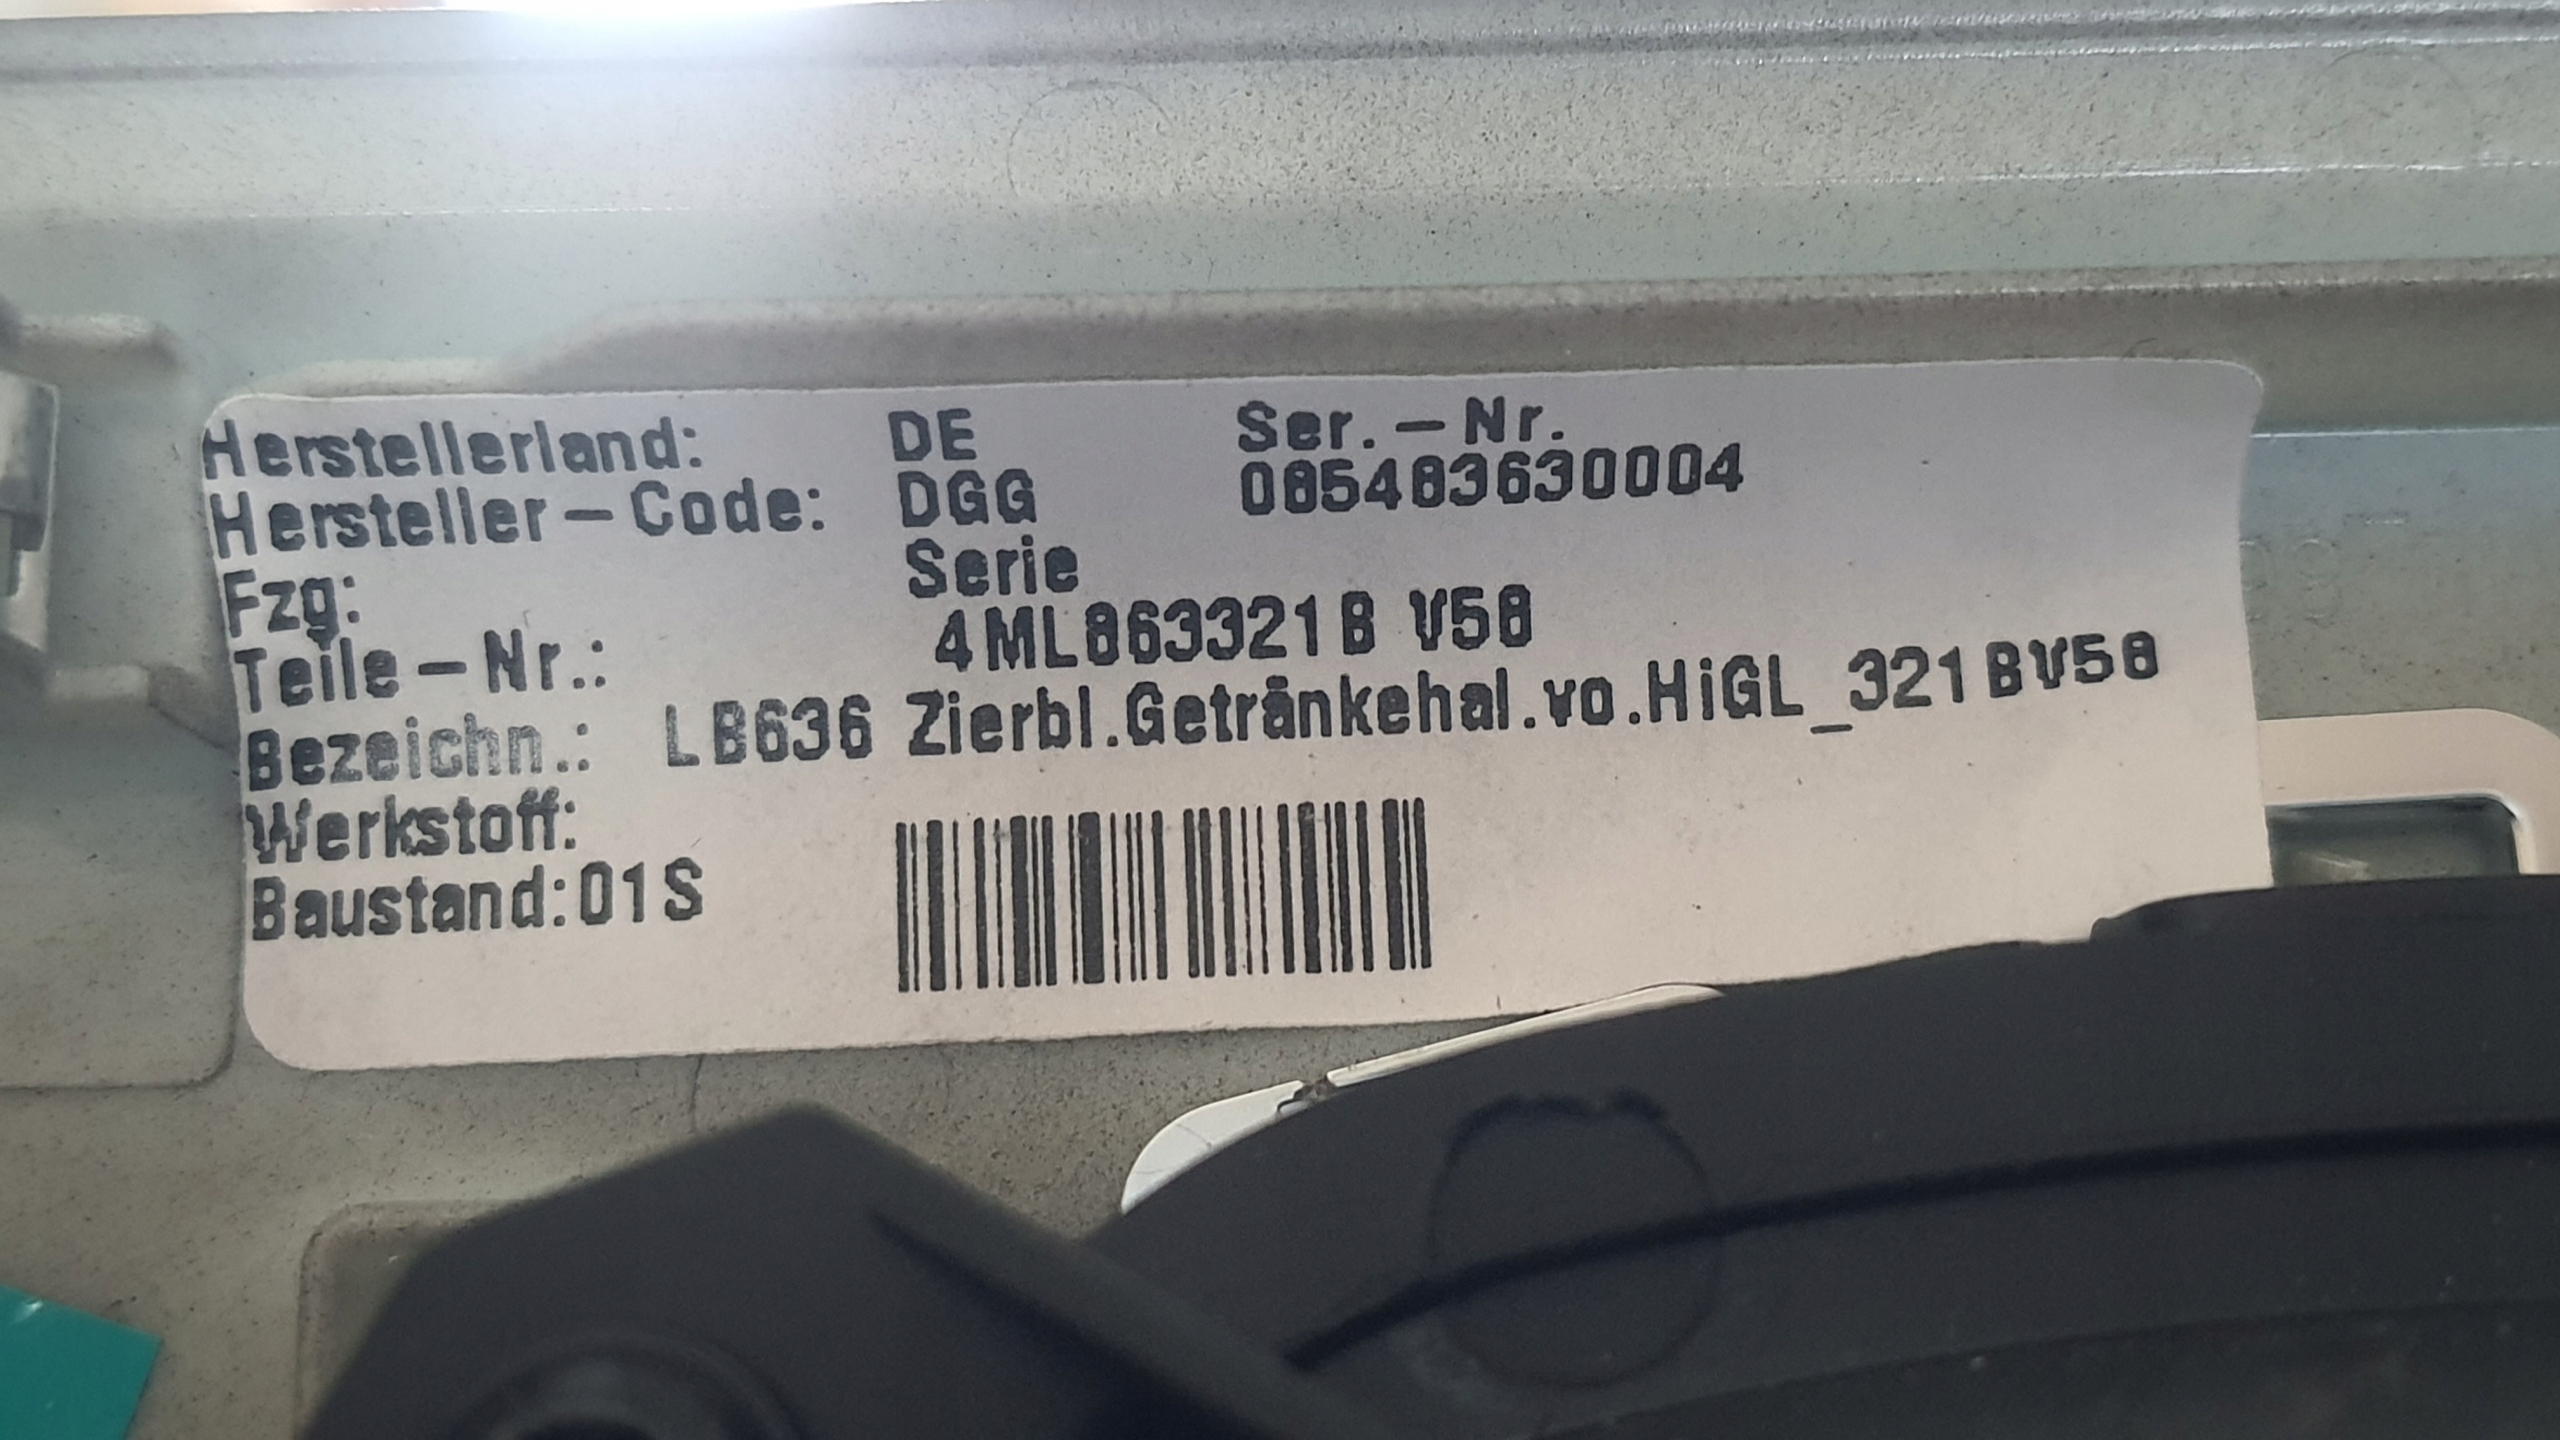 Herstellerland: DE Ser.-Nr.
Hersteller-Code: DGG 085483630004
Fzg: Serie
Teile-Nr.: 4ML863321B V58
Bezeichn.: LB636 Zierbl.Getränkehal.vo.HiGL_321BV58
Werkstoff:
Baustand:01S